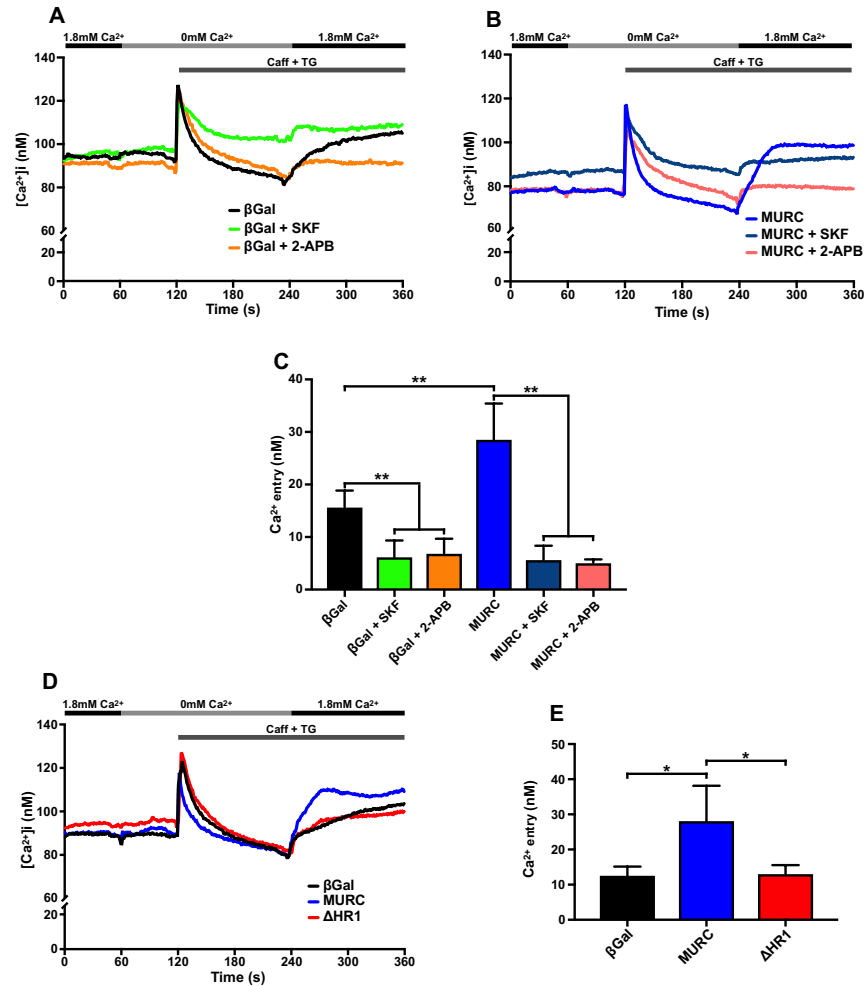 A
1.8mM Ca²⁺ 0mM Ca²⁺ 1.8mM Ca²⁺
Caff + TG
140
120
100
80
60
20
0
[Ca²⁺]i (nM)
βGal
βGal + SKF
βGal + 2-APB
0 60 120 180 240 300 360
Time (s)
B
1.8mM Ca²⁺ 0mM Ca²⁺ 1.8mM Ca²⁺
Caff + TG
140
120
100
80
60
20
0
[Ca²⁺]i (nM)
MURC
MURC + SKF
MURC + 2-APB
0 60 120 180 240 300 360
Time (s)
C
40
30
20
10
0
Ca²⁺ entry (nM)
**
**
**
βGal
βGal + SKF
βGal + 2-APB
MURC
MURC + SKF
MURC + 2-APB
D
1.8mM Ca²⁺ 0mM Ca²⁺ 1.8mM Ca²⁺
Caff + TG
140
120
100
80
60
20
0
[Ca²⁺]i (nM)
βGal
MURC
ΔHR1
0 60 120 180 240 300 360
Time (s)
E
50
40
30
20
10
0
Ca²⁺ entry (nM)
*
*
βGal
MURC
ΔHR1